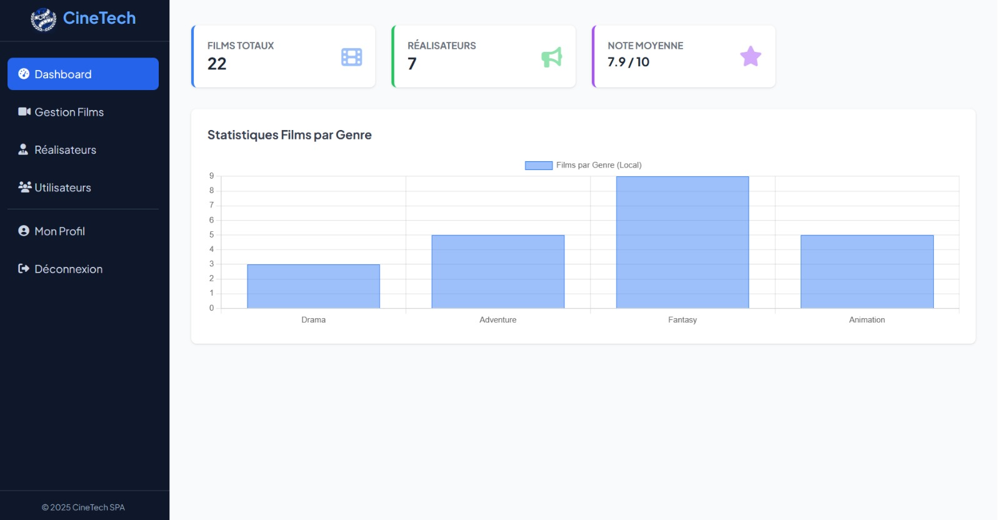 CineTech
Dashboard
Gestion Films
Réalisateurs
Utilisateurs
Mon Profil
Déconnexion
© 2025 CineTech SPA
FILMS TOTAUX
22
RÉALISATEURS
7
NOTE MOYENNE
7.9 / 10
Statistiques Films par Genre
Films par Genre (Local)
9
8
7
6
5
4
3
2
1
0
Drama Adventure Fantasy Animation